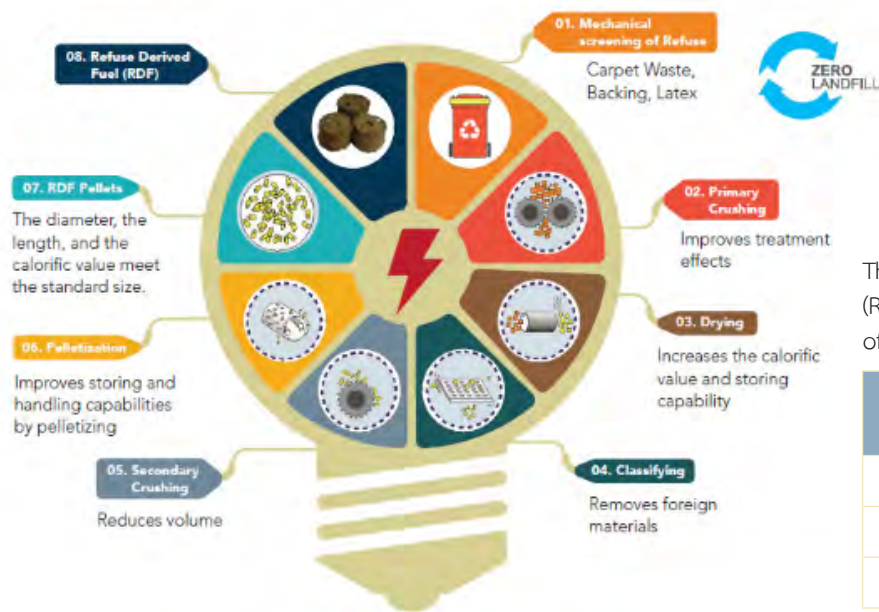 01. Mechanical
screening of Refuse
Carpet Waste,
Backing, Latex
ZERO
LANDFILL
02. Primary
Crushing
Improves treatment
effects
03. Drying
Increases the calorific
value and storing
capability
04. Classifying
Removes foreign
materials
05. Secondary
Crushing
Reduces volume
06. Pelletization
Improves storing and
handling capabilities
by pelletizing
07. RDF Pellets
The diameter, the
length, and the
calorific value meet
the standard size.
08. Refuse Derived
Fuel (RDF)